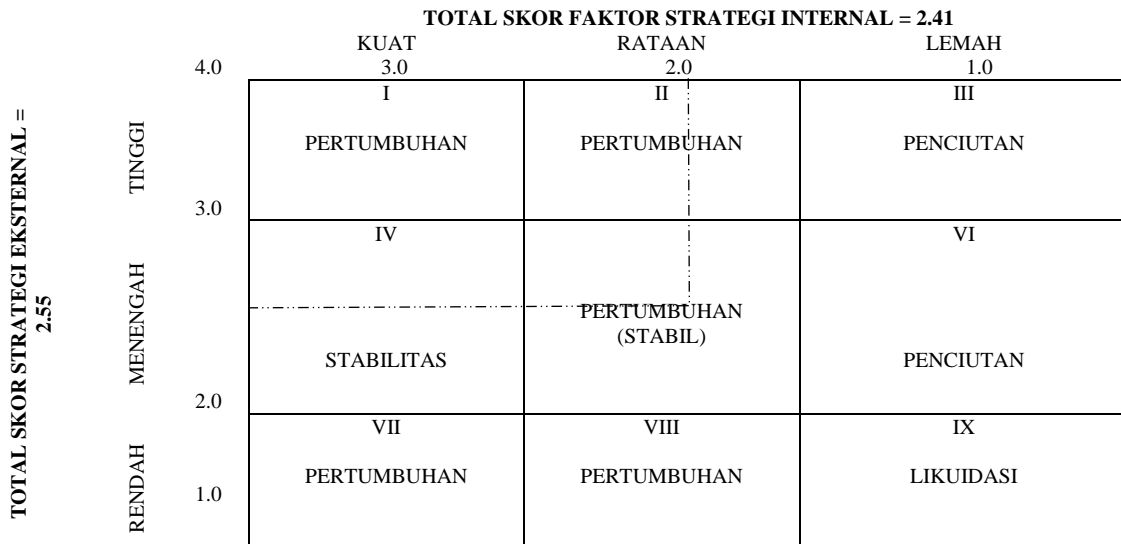 TOTAL SKOR FAKTOR STRATEGI INTERNAL = 2.41
KUAT RATAAN LEMAH
4.0 3.0 2.0 1.0
TOTAL SKOR STRATEGI EKSTERNAL =
2.55
TINGGI
I II III
PERTUMBUHAN PERTUMBUHAN PENCIUTAN
3.0
MENENGAH
IV VI
PERTUMBUHAN
(STABIL)
STABILITAS PENCIUTAN
2.0
RENDAH
VII VIII IX
PERTUMBUHAN PERTUMBUHAN LIKUIDASI
1.0